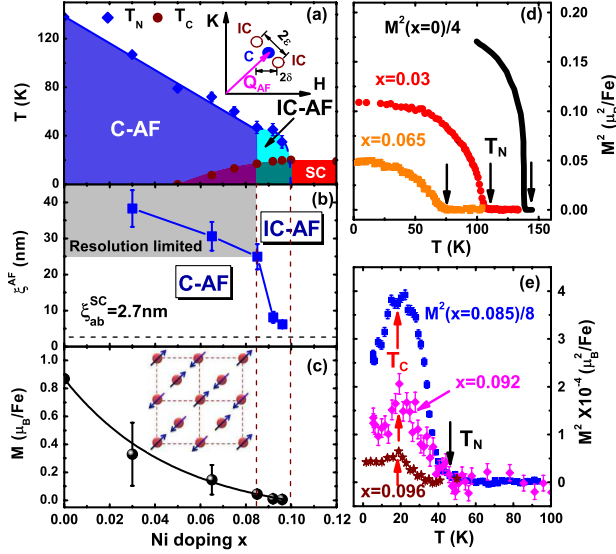 T_N T_C (a)
K
IC
2ε
C
IC
Q_AF
2δ
H
IC-AF
C-AF
SC
T (K)
120
80
40
0
(b)
IC-AF
Resolution limited
C-AF
ξ_ab^SC=2.7nm
ξ^AF (nm)
50
40
30
20
10
0
(c)
M (μ_B/Fe)
1.0
0.8
0.6
0.4
0.2
0.0
0.00 0.02 0.04 0.06 0.08 0.10 0.12
Ni doping x
(d)
M²(x=0)/4
x=0.03
x=0.065
T_N
0.20
0.15
0.10
0.05
0.00
M² (μ_B²/Fe)
0 50 100 150
T (K)
(e)
M²(x=0.085)/8
T_C
x=0.092
T_N
x=0.096
4
3
2
1
0
M² X10⁻⁴ (μ_B²/Fe)
0 20 40 60 80 100
T (K)